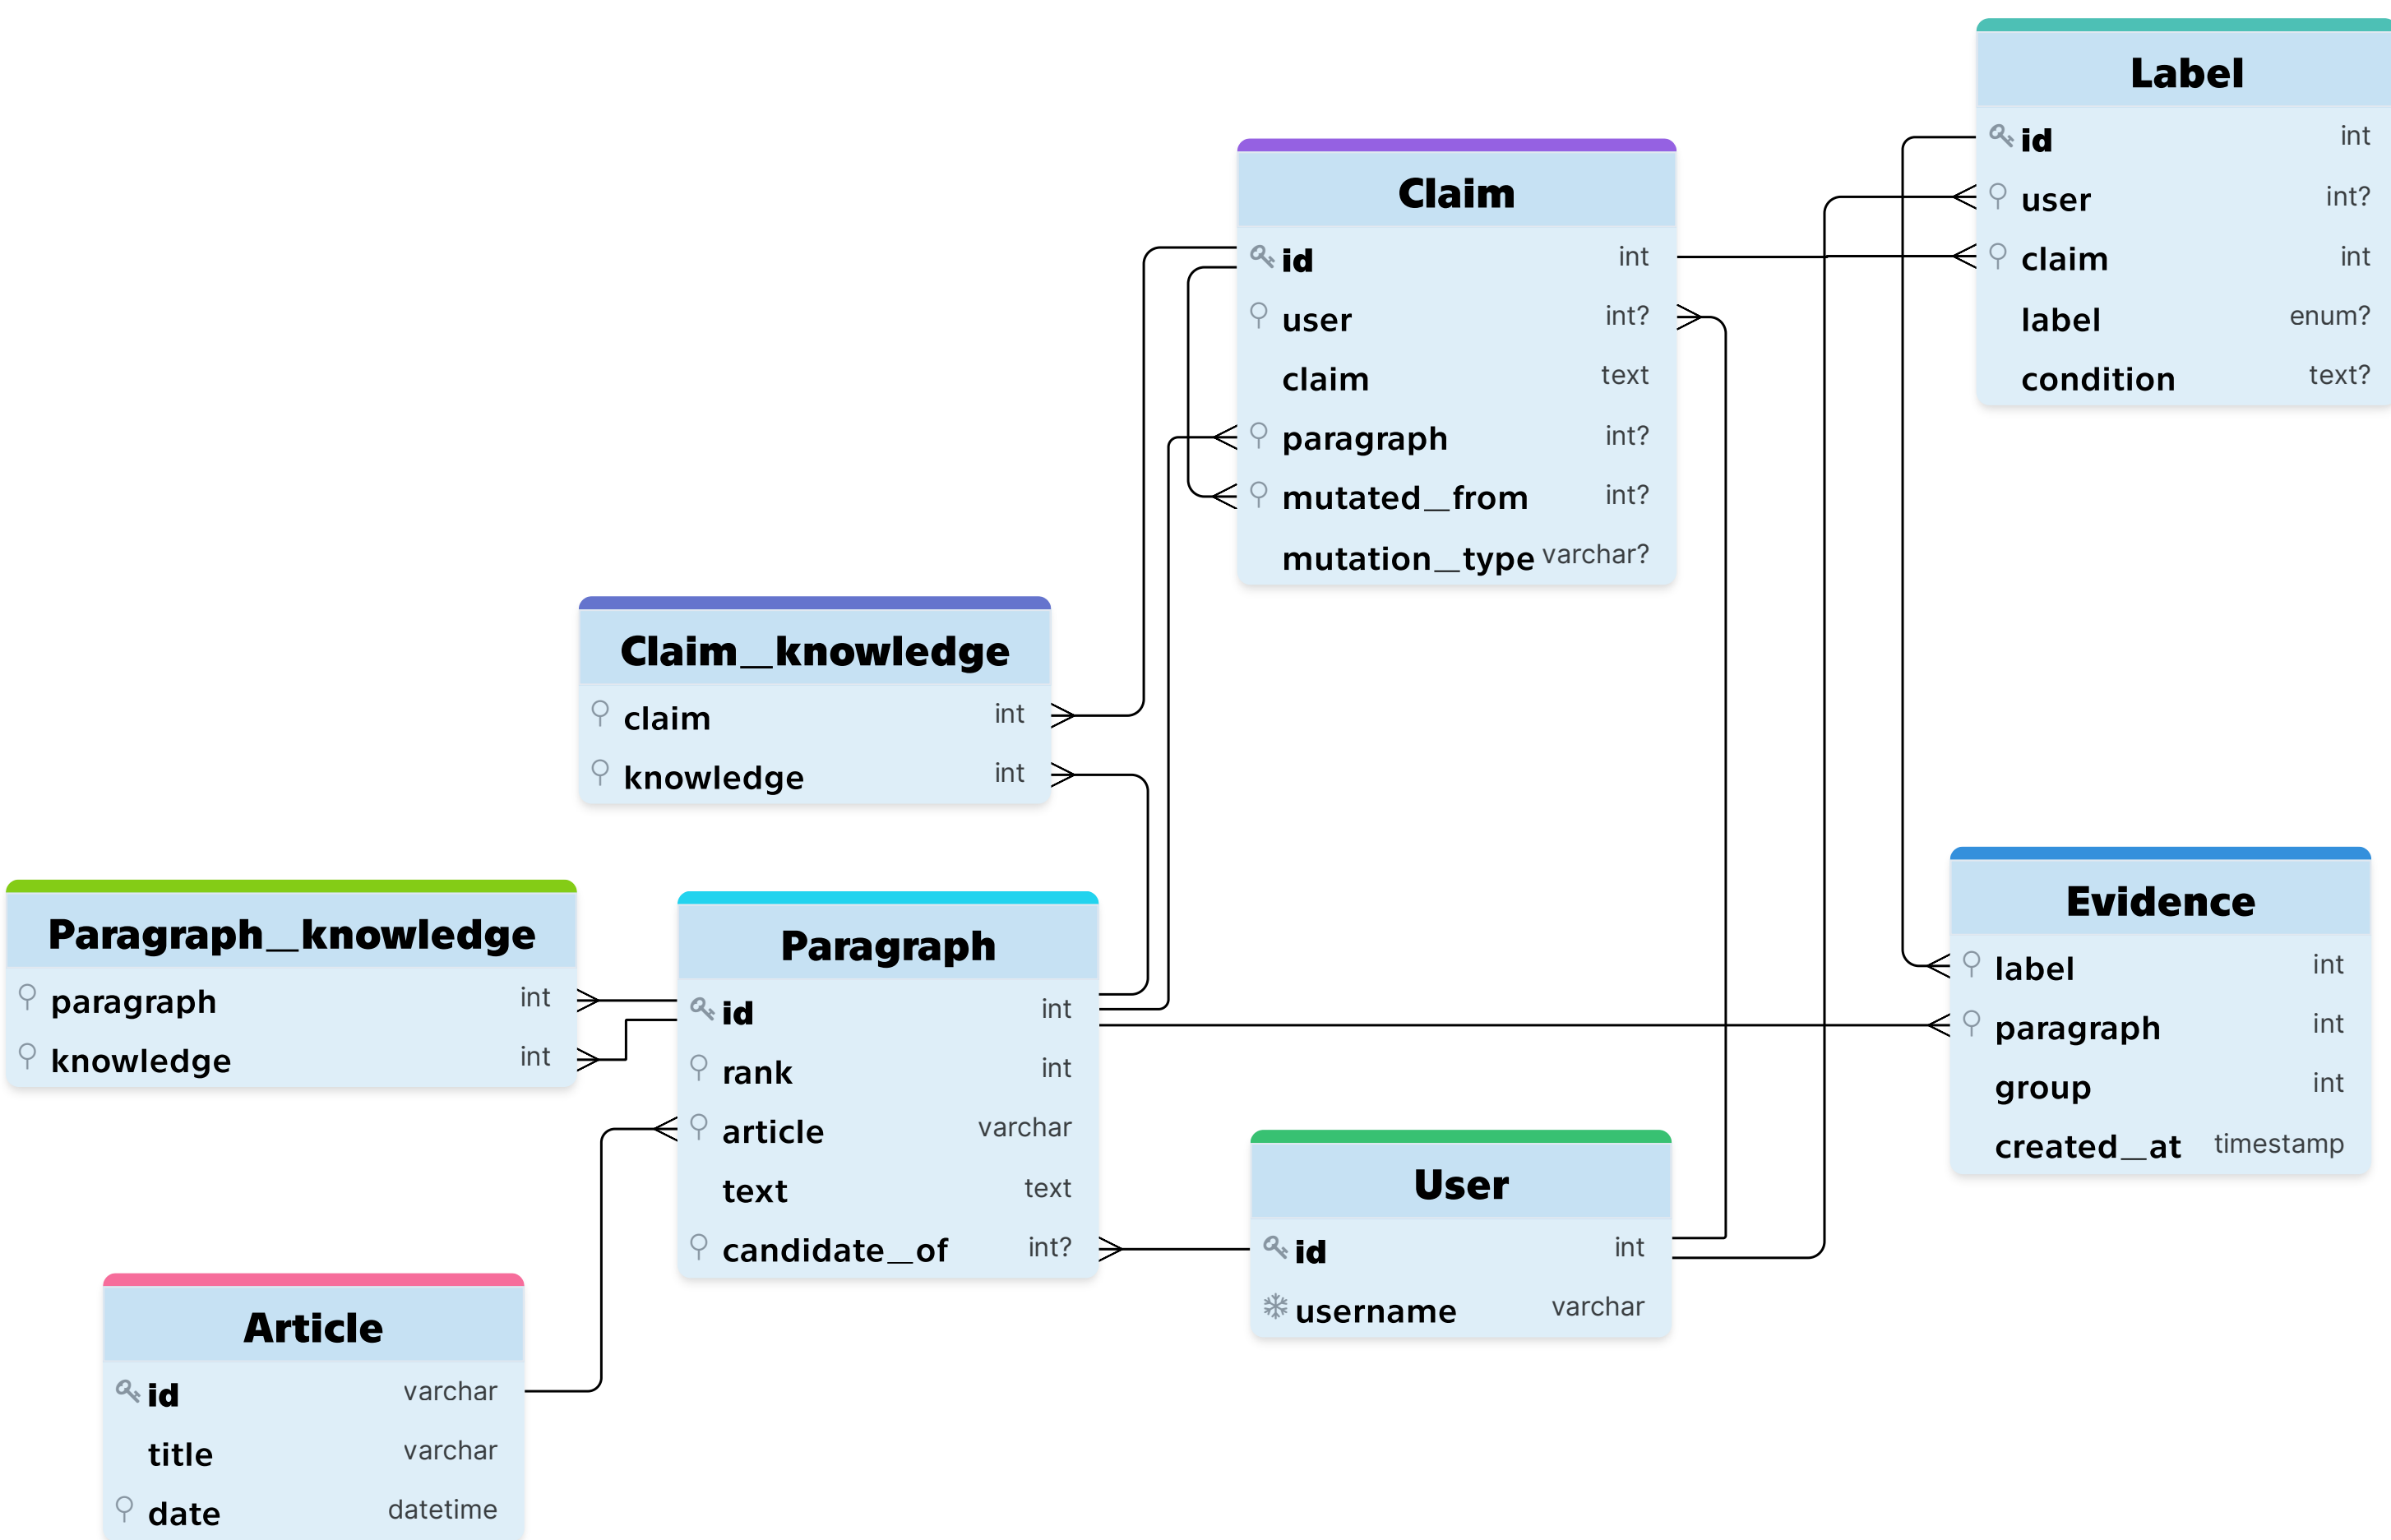 Label
id int
user int?
claim int
label enum?
condition text?
Claim
id int
user int?
claim text
paragraph int?
mutated_from int?
mutation_type varchar?
Claim_knowledge
claim int
knowledge int
Paragraph_knowledge
paragraph int
knowledge int
Paragraph
id int
rank int
article varchar
text text
candidate_of int?
Evidence
label int
paragraph int
group int
created_at timestamp
User
id int
username varchar
Article
id varchar
title varchar
date datetime